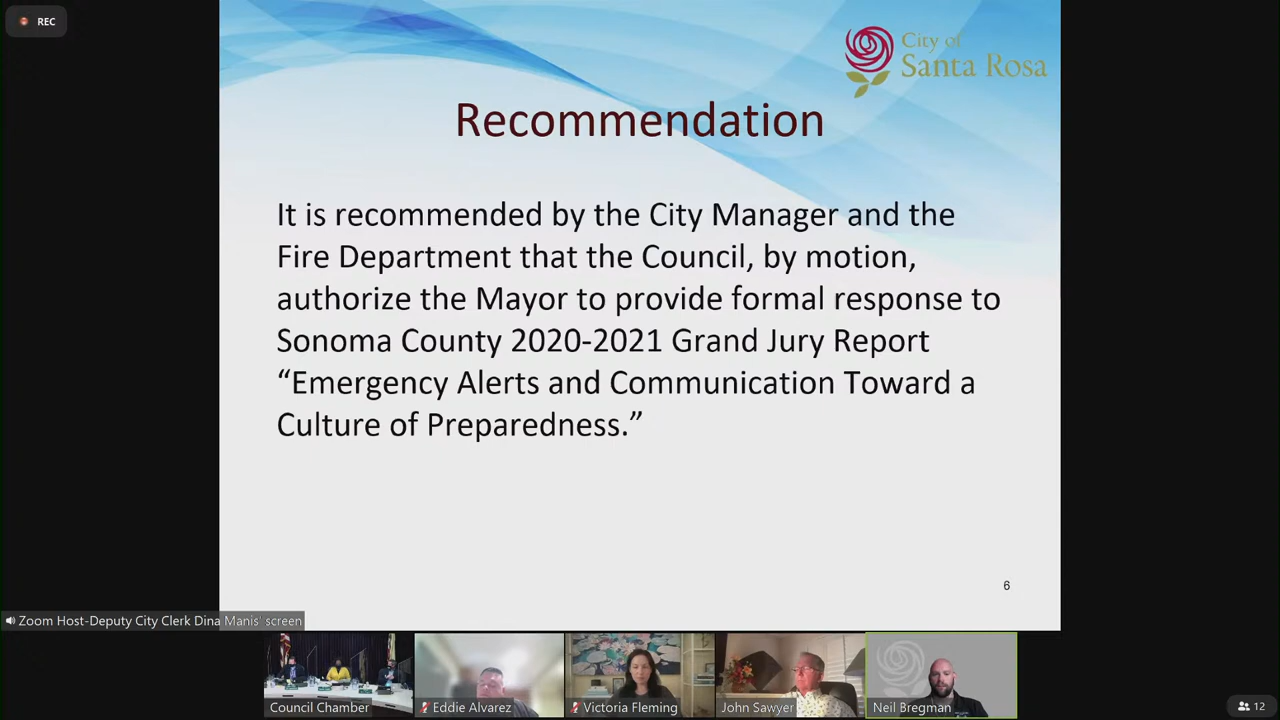 REC
City of
Santa Rosa
Recommendation
It is recommended by the City Manager and the
Fire Department that the Council, by motion,
authorize the Mayor to provide formal response to
Sonoma County 2020-2021 Grand Jury Report
“Emergency Alerts and Communication Toward a
Culture of Preparedness.”
6
Zoom Host-Deputy City Clerk Dina Manis' screen
Council Chamber
Eddie Alvarez
Victoria Fleming
John Sawyer
Neil Bregman
12